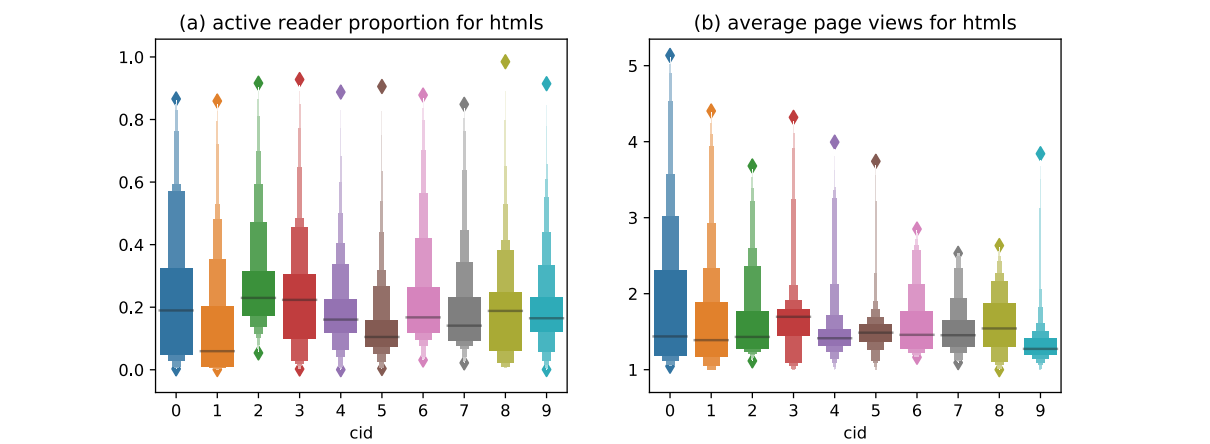 (a) active reader proportion for htmls
1.0
0.8
0.6
0.4
0.2
0.0
0 1 2 3 4 5 6 7 8 9
cid
(b) average page views for htmls
5
4
3
2
1
0 1 2 3 4 5 6 7 8 9
cid